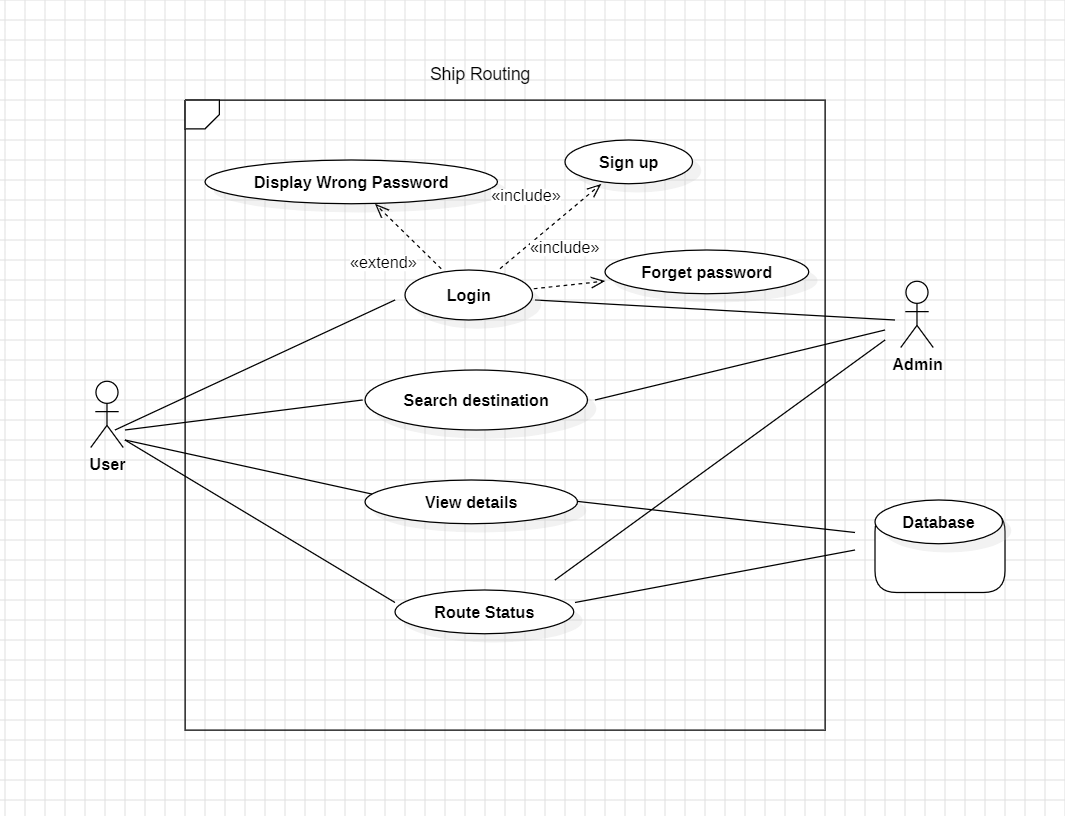 Ship Routing
Sign up
Display Wrong Password
«include»
«include»
«extend»
Forget password
Login
Admin
Search destination
User
View details
Database
Route Status